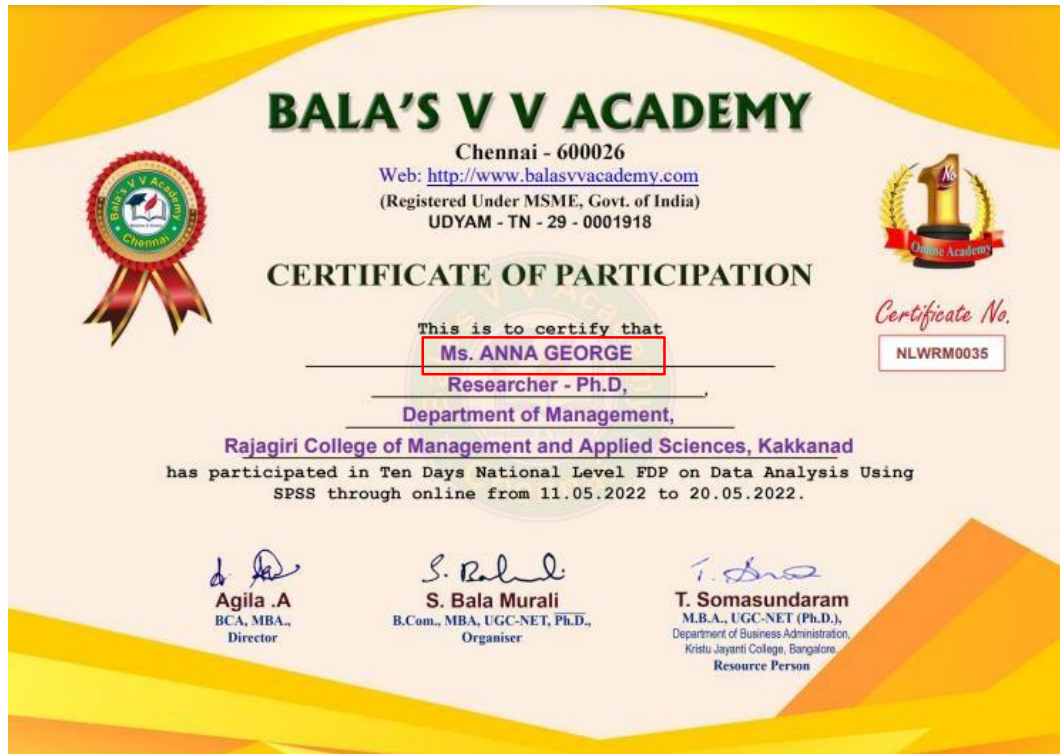 BALA'S V V ACADEMY
Chennai - 600026
Web: http://www.balasvvacademy.com
(Registered Under MSME, Govt. of India)
UDYAM - TN - 29 - 0001918
Bala's V V Academy
Chennai
No
1
Online Academy
CERTIFICATE OF PARTICIPATION
Certificate No.
NLWRM0035
This is to certify that
Ms. ANNA GEORGE
Researcher - Ph.D,
Department of Management,
Rajagiri College of Management and Applied Sciences, Kakkanad
has participated in Ten Days National Level FDP on Data Analysis Using
SPSS through online from 11.05.2022 to 20.05.2022.
S. Bala Murali
Agila .A
BCA, MBA.,
Director
B.Com., MBA, UGC-NET, Ph.D.,
Organiser
T. Somasundaram
M.B.A., UGC-NET (Ph.D.),
Department of Business Administration,
Kristu Jayanti College, Bangalore.
Resource Person